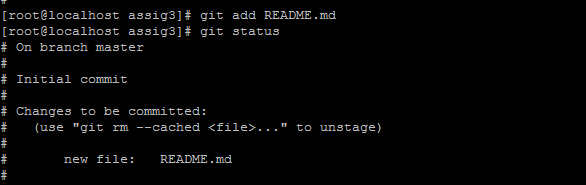 #
[root@localhost assig3]# git add README.md
[root@localhost assig3]# git status
# On branch master
#
# Initial commit
#
# Changes to be committed:
#   (use "git rm --cached <file>..." to unstage)
#
#       new file:   README.md
#